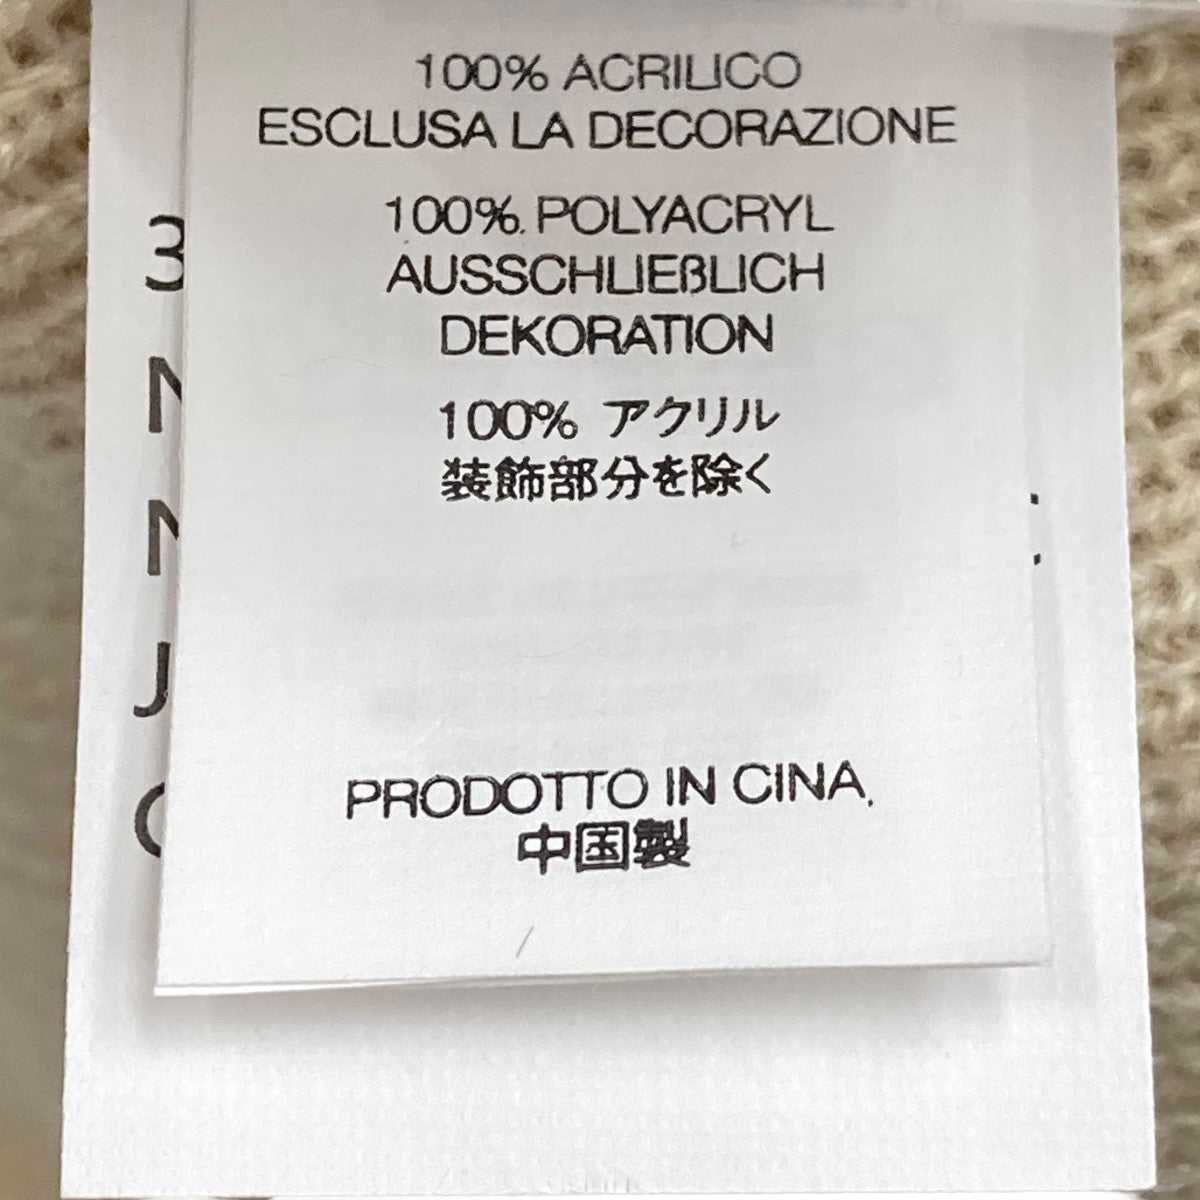 100% ACRILICO
ESCLUSA LA DECORAZIONE
100% POLYACRYL
AUSSCHLIEßLICH
DEKORATION
100% アクリル
装飾部分を除く
PRODOTTO IN CINA
中国製
3
N
N
J